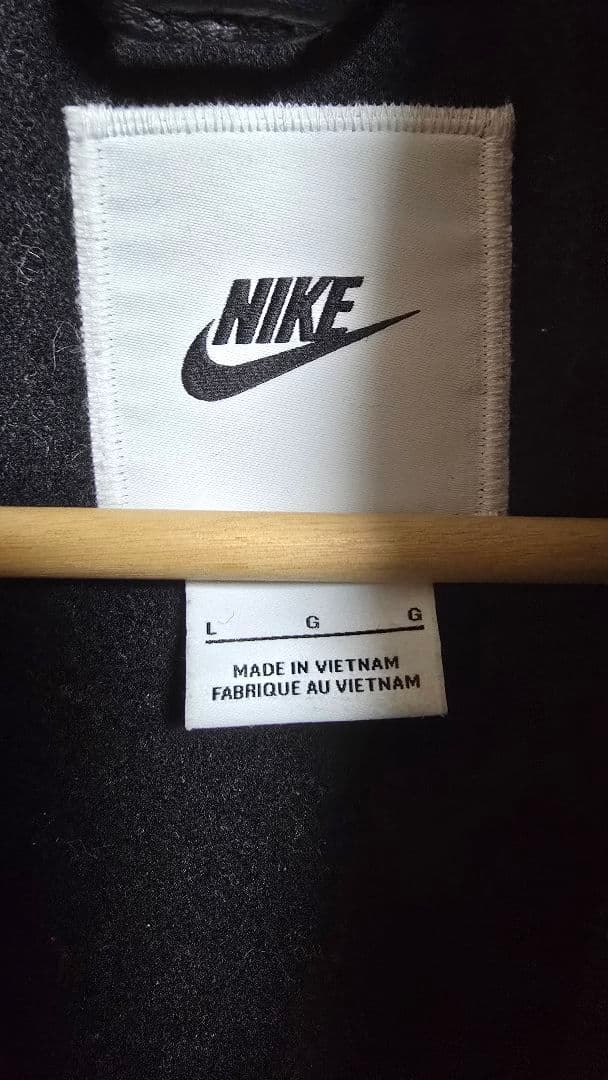 NIKE
L G G
MADE IN VIETNAM
FABRIQUE AU VIETNAM